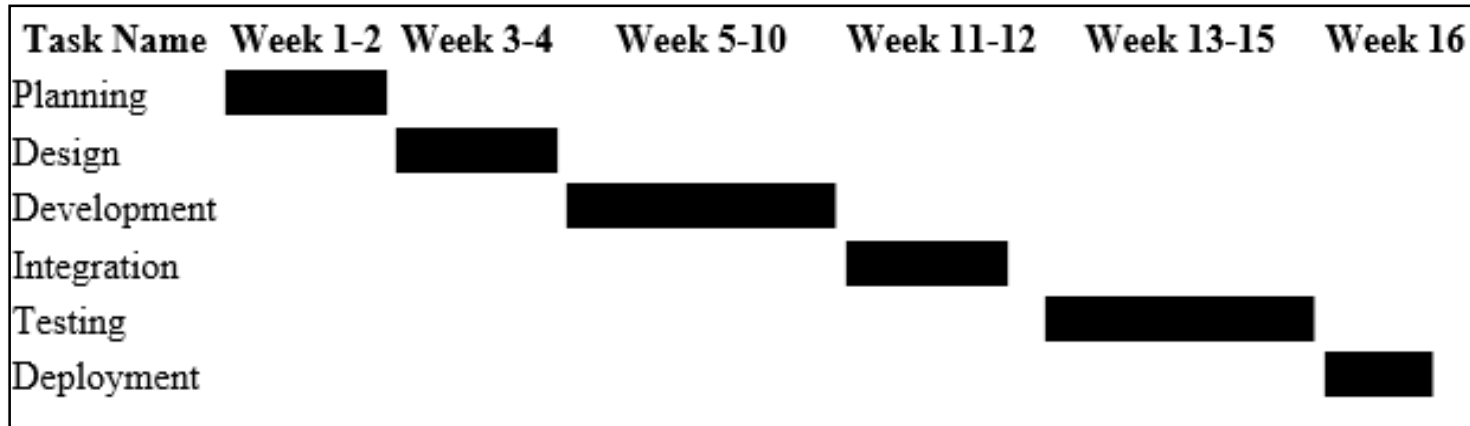 Task Name Week 1-2 Week 3-4 Week 5-10 Week 11-12 Week 13-15 Week 16
Planning
Design
Development
Integration
Testing
Deployment